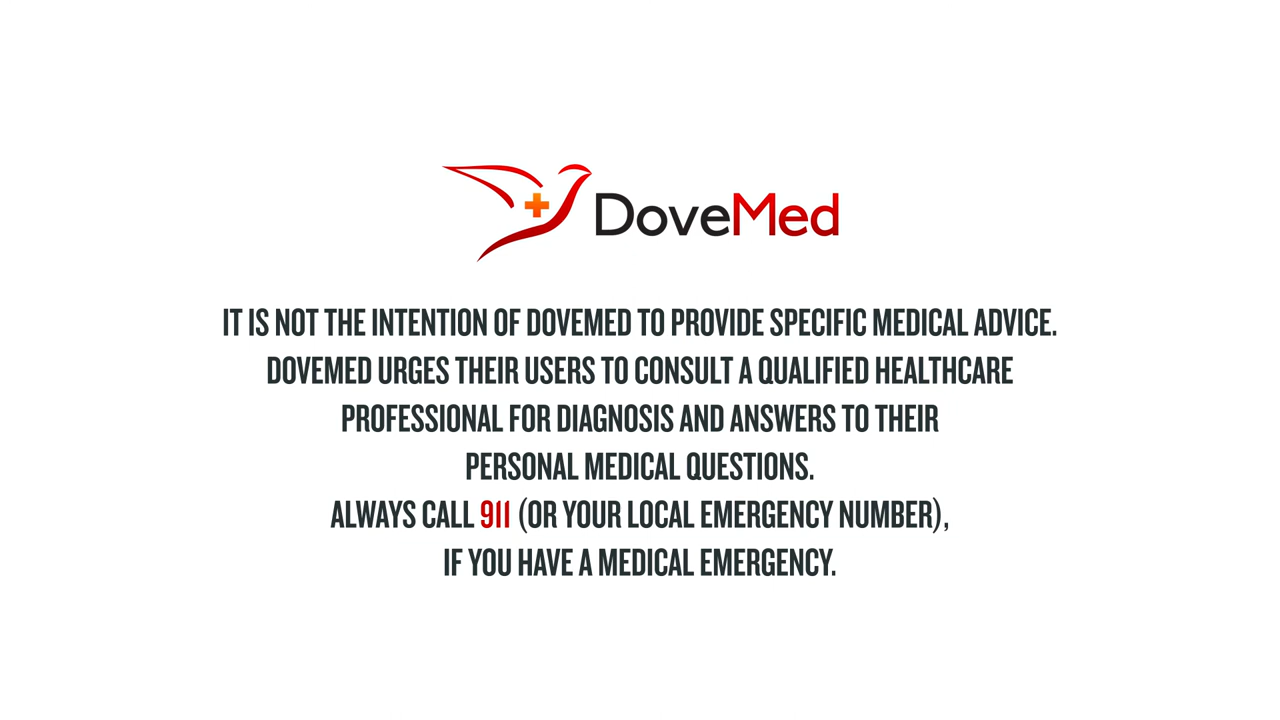 DoveMed
IT IS NOT THE INTENTION OF DOVEMED TO PROVIDE SPECIFIC MEDICAL ADVICE.
DOVEMED URGES THEIR USERS TO CONSULT A QUALIFIED HEALTHCARE
PROFESSIONAL FOR DIAGNOSIS AND ANSWERS TO THEIR
PERSONAL MEDICAL QUESTIONS.
ALWAYS CALL 911 (OR YOUR LOCAL EMERGENCY NUMBER),
IF YOU HAVE A MEDICAL EMERGENCY.